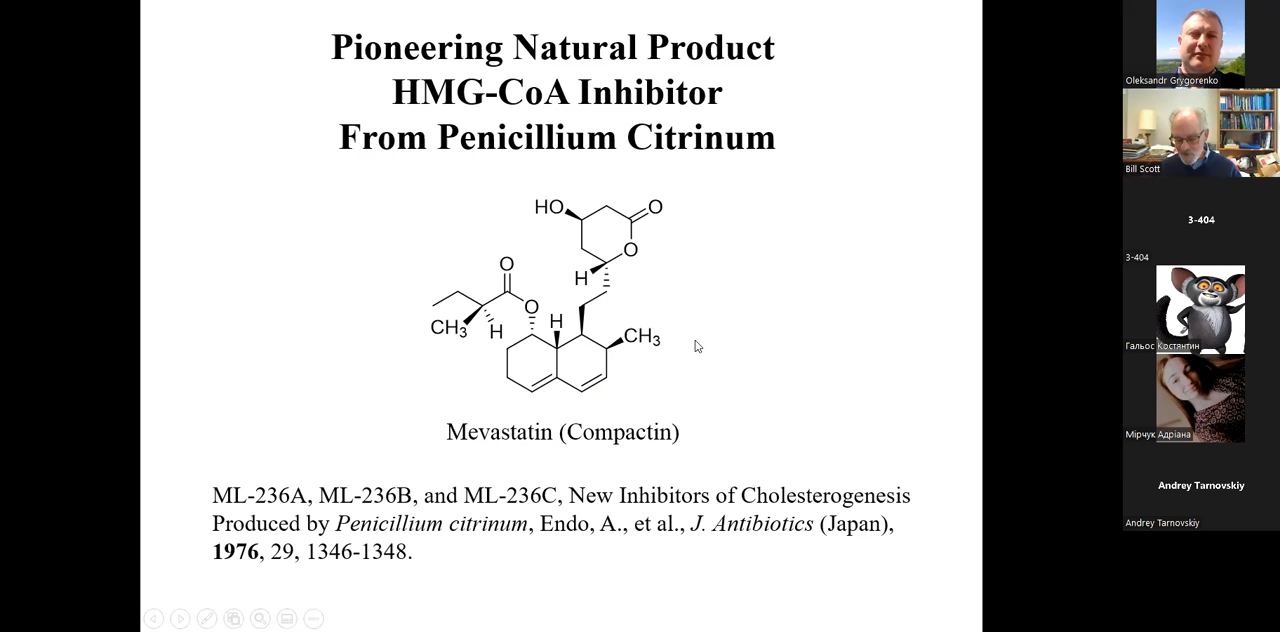 Pioneering Natural Product
HMG-CoA Inhibitor
From Penicillium Citrinum
HO
O
O
H
O
O
H
CH3
H
CH3
Mevastatin (Compactin)
ML-236A, ML-236B, and ML-236C, New Inhibitors of Cholesterogenesis
Produced by Penicillium citrinum, Endo, A., et al., J. Antibiotics (Japan),
1976, 29, 1346-1348.
Oleksandr Grygorenko
Bill Scott
3-404
3-404
Гальос Костянтин
Мірчук Адріана
Andrey Tarnovskiy
Andrey Tarnovskiy